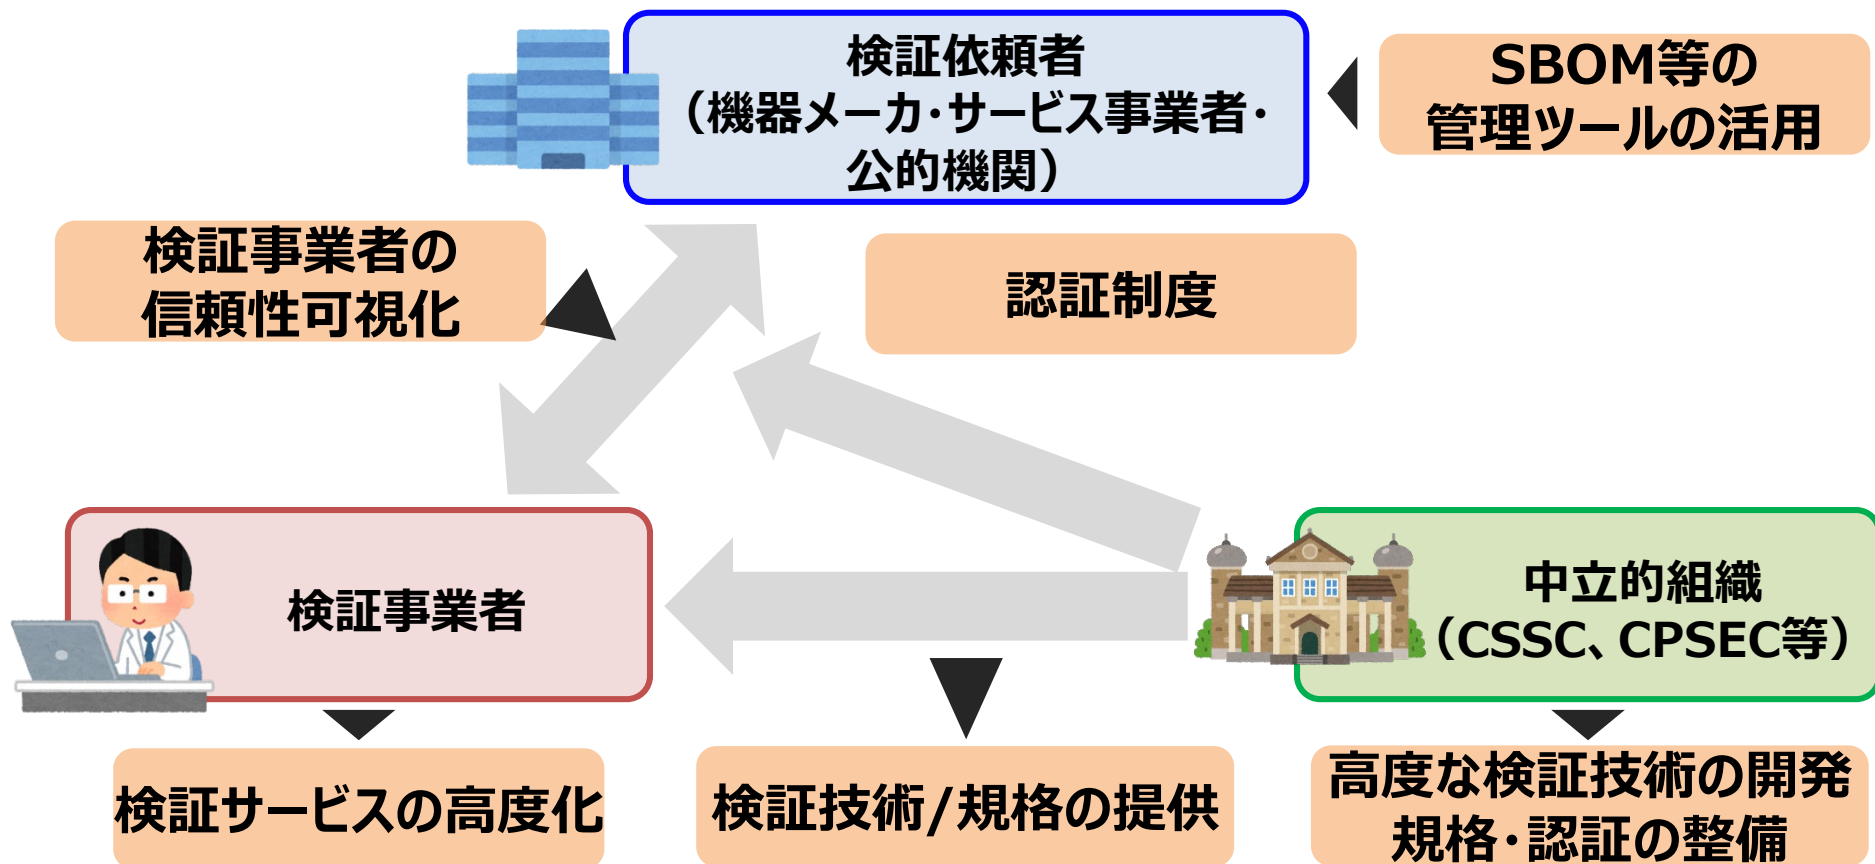 検証依頼者
（機器メーカ・サービス事業者・
公的機関）
SBOM等の
管理ツールの活用
検証事業者の
信頼性可視化
認証制度
検証事業者
中立的組織
（CSSC、CPSEC等）
検証サービスの高度化
検証技術/規格の提供
高度な検証技術の開発
規格・認証の整備